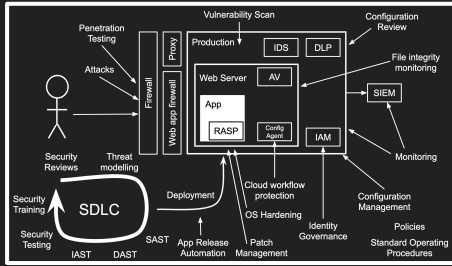 Vulnerability Scan
Configuration
Review
Penetration
Testing
Attacks
Firewall
Proxy
Web app firewall
Production
IDS
DLP
Web Server
AV
App
RASP
Config
Agent
IAM
File integrity
monitoring
SIEM
Monitoring
Configuration
Management
Cloud workflow
protection
OS Hardening
Identity
Governance
Patch
Management
Policies
Standard Operating
Procedures
Security
Reviews
Threat
modelling
Deployment
Security
Training
SDLC
Security
Testing
IAST
DAST
SAST
App Release
Automation